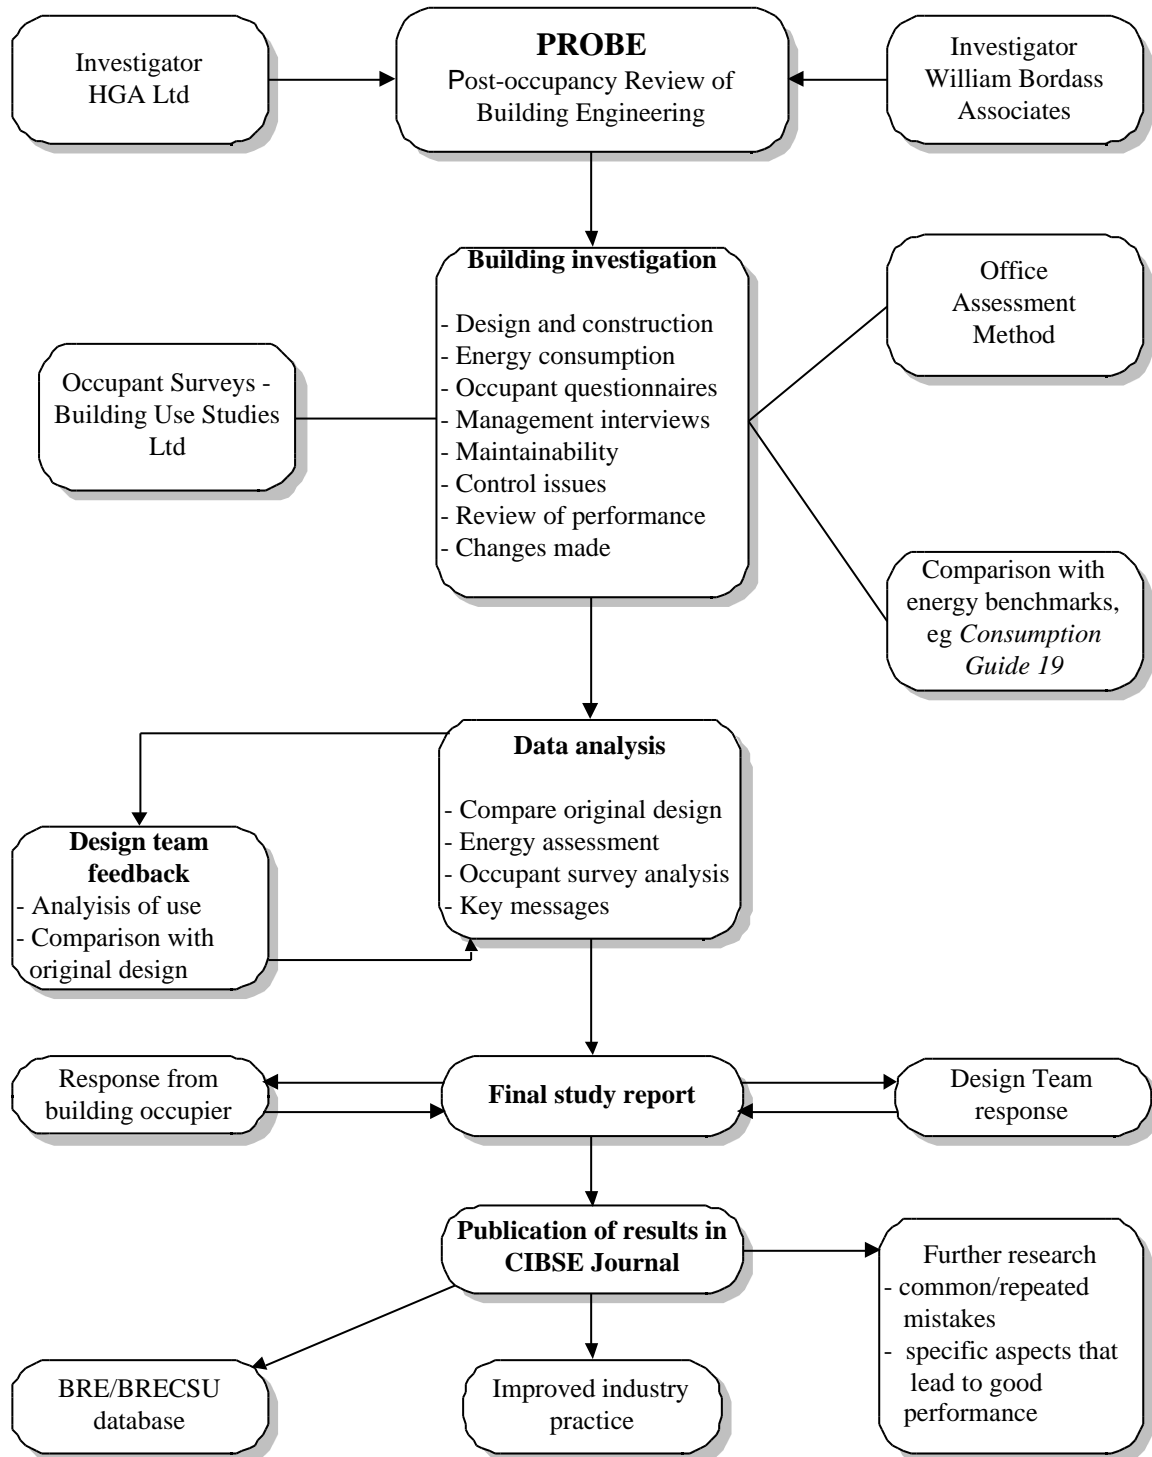 Investigator
HGA Ltd
PROBE
Post-occupancy Review of
Building Engineering
Investigator
William Bordass
Associates
Building investigation
- Design and construction
- Energy consumption
- Occupant questionnaires
- Management interviews
- Maintainability
- Control issues
- Review of performance
- Changes made
Office
Assessment
Method
Occupant Surveys -
Building Use Studies
Ltd
Comparison with
energy benchmarks,
eg Consumption
Guide 19
Data analysis
- Compare original design
- Energy assessment
- Occupant survey analysis
- Key messages
Design team
feedback
- Analyisis of use
- Comparison with
original design
Response from
building occupier
Final study report
Design Team
response
Publication of results in
CIBSE Journal
Further research
- common/repeated
mistakes
- specific aspects that
lead to good
performance
BRE/BRECSU
database
Improved industry
practice